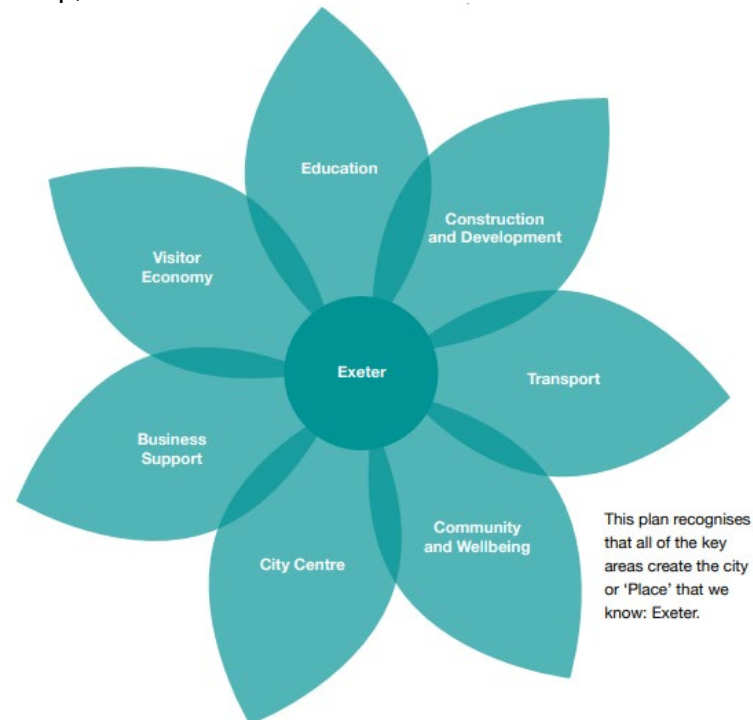 Education
Construction
and Development
Visitor
Economy
Exeter
Transport
Business
Support
Community
and Wellbeing
City Centre
This plan recognises
that all of the key
areas create the city
or ‘Place’ that we
know: Exeter.